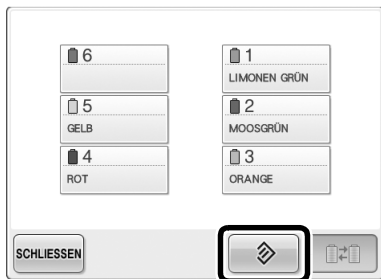 6
1
LIMONEN GRÜN
5
GELB
2
MOOSGRÜN
4
ROT
3
ORANGE
SCHLIESSEN